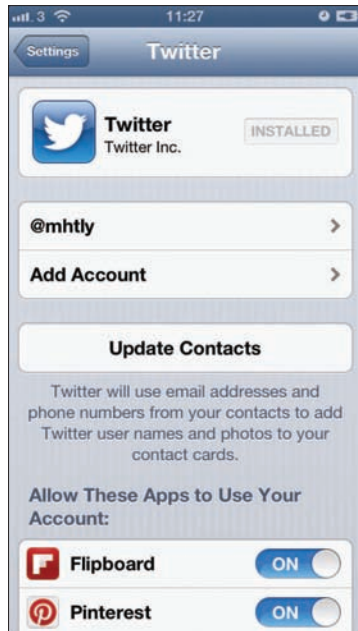 3 11:27
Settings Twitter
Twitter
Twitter Inc.
INSTALLED
@mhtly
Add Account
Update Contacts
Twitter will use email addresses and
phone numbers from your contacts to add
Twitter user names and photos to your
contact cards.
Allow These Apps to Use Your
Account:
Flipboard ON
Pinterest ON